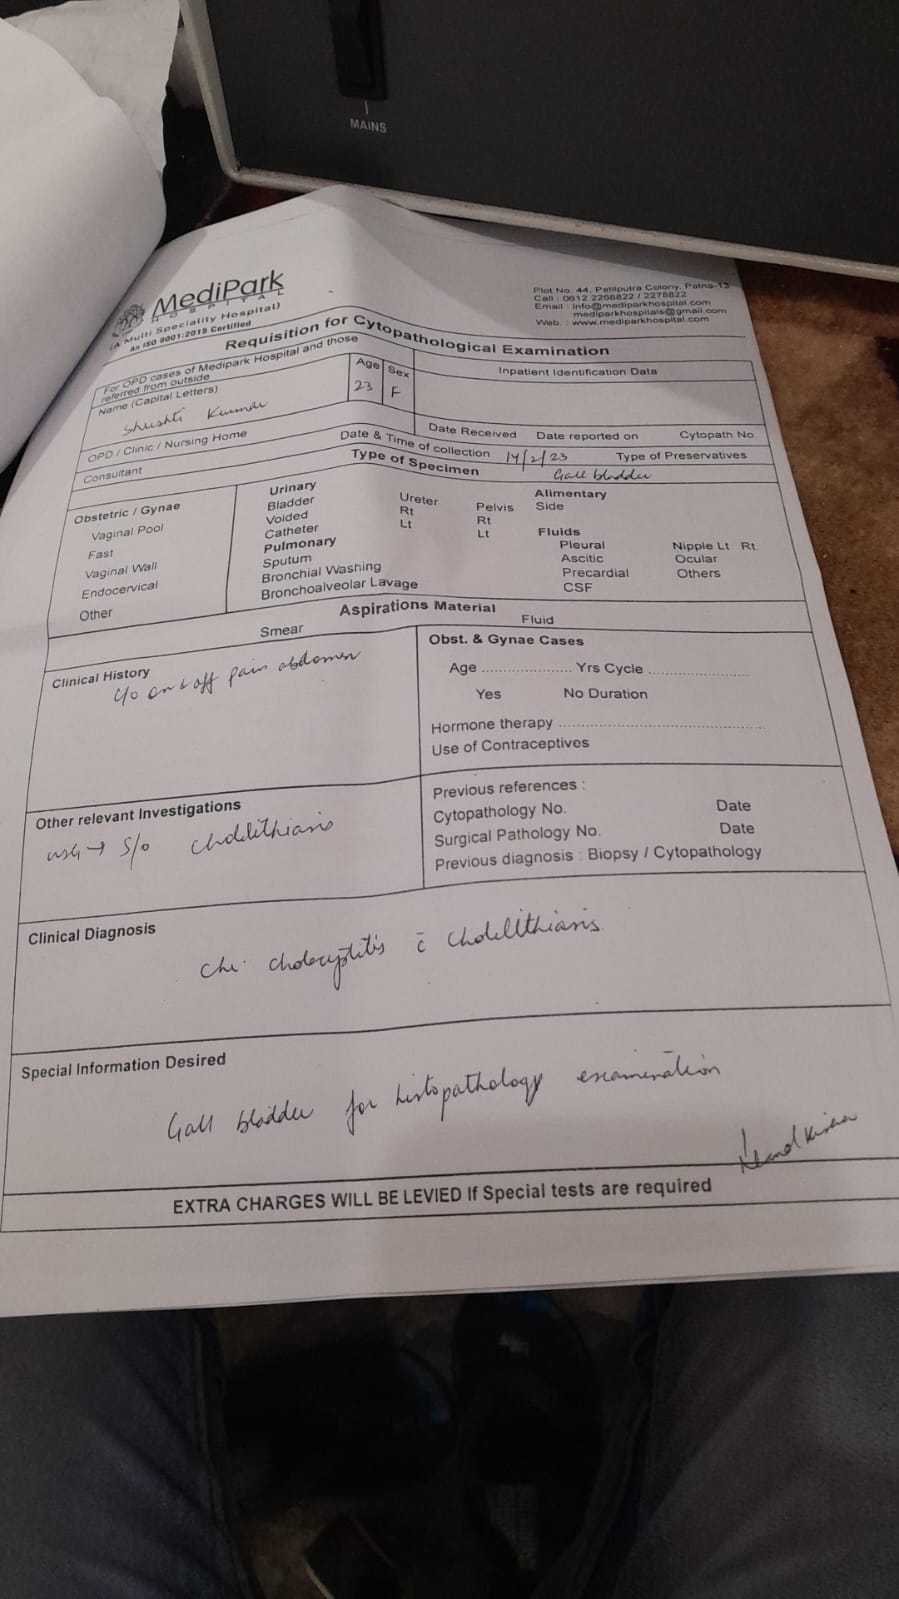 MAINS
MediPark
HOSPITAL
(A Multi Speciality Hospital)
An ISO 9001:2015 Certified
Plot No. 44, Patliputra Colony, Patna-13
Call : 0612 2266822 / 2278822
Email : info@mediparkhospital.com
mediparkhospitals@gmail.com
Web. : www.mediparkhospital.com
Requisition for Cytopathological Examination
For OPD cases of Medipark Hospital and those
referred from outside
Age Sex
Inpatient Identification Data
Name (Capital Letters)
Shushti Kumar
23 F
OPD / Clinic / Nursing Home
Date Received Date reported on Cytopath No.
Consultant
Date & Time of collection 14/2/23 Type of Preservatives
Type of Specimen Gall bladder
Obstetric / Gynae
Vaginal Pool
Fast
Vaginal Wall
Endocervical
Other
Urinary
Bladder Ureter Pelvis
Voided Rt Rt
Catheter Lt Lt
Pulmonary
Sputum
Bronchial Washing
Bronchoalveolar Lavage
Alimentary
Side
Fluids
Pleural Nipple Lt Rt.
Ascitic Ocular
Precardial Others
CSF
Aspirations Material
Smear Fluid
Clinical History
c/o on & off pain abdomen
Obst. & Gynae Cases
Age .................... Yrs Cycle ......................
Yes No Duration
Hormone therapy ..............................................
Use of Contraceptives
Other relevant Investigations
USG → S/o Cholelithiasis
Previous references :
Cytopathology No. Date
Surgical Pathology No. Date
Previous diagnosis : Biopsy / Cytopathology
Clinical Diagnosis
Chr. cholecystitis c̄ Cholelithiasis
Special Information Desired
Gall bladder for histopathology examination
EXTRA CHARGES WILL BE LEVIED If Special tests are required